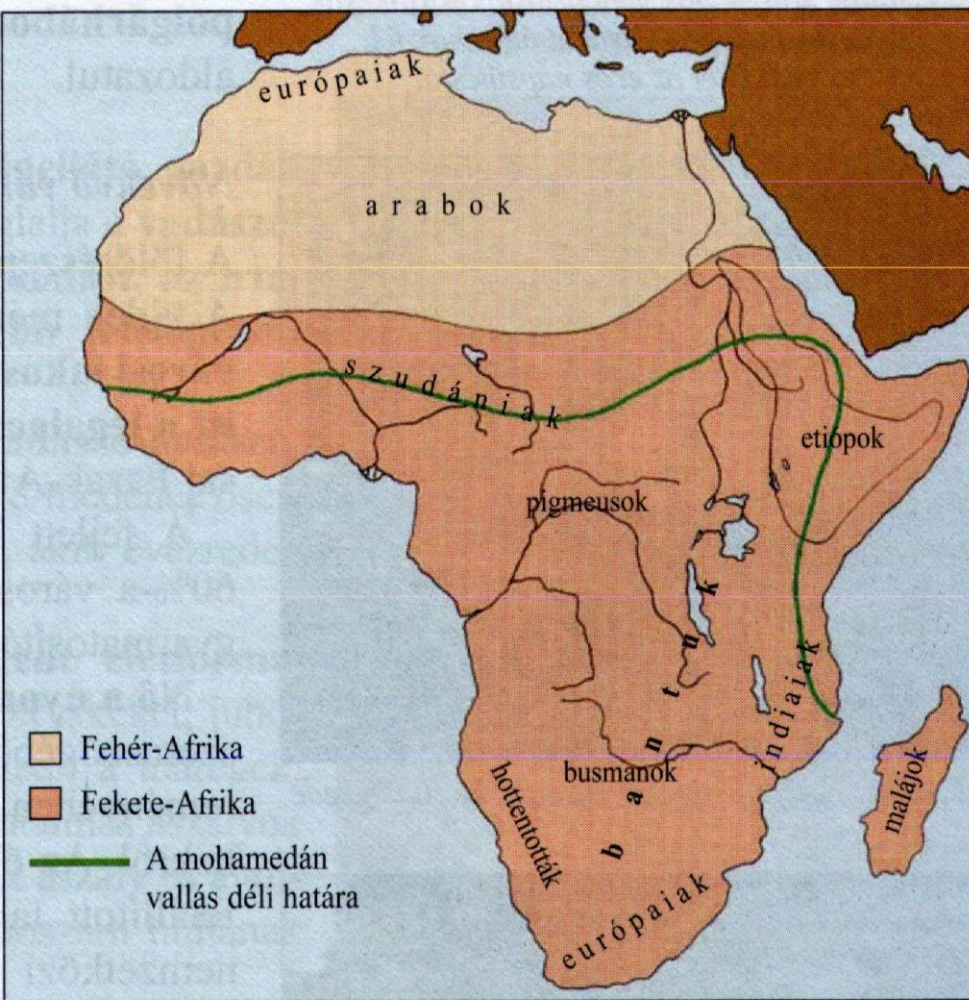 európaiak
arabok
szudániak
etiópok
pigmeusok
bantuk
indiaiak
busmanok
hottentották
malájok
európaiak
Fehér-Afrika
Fekete-Afrika
A mohamedán
vallás déli határa